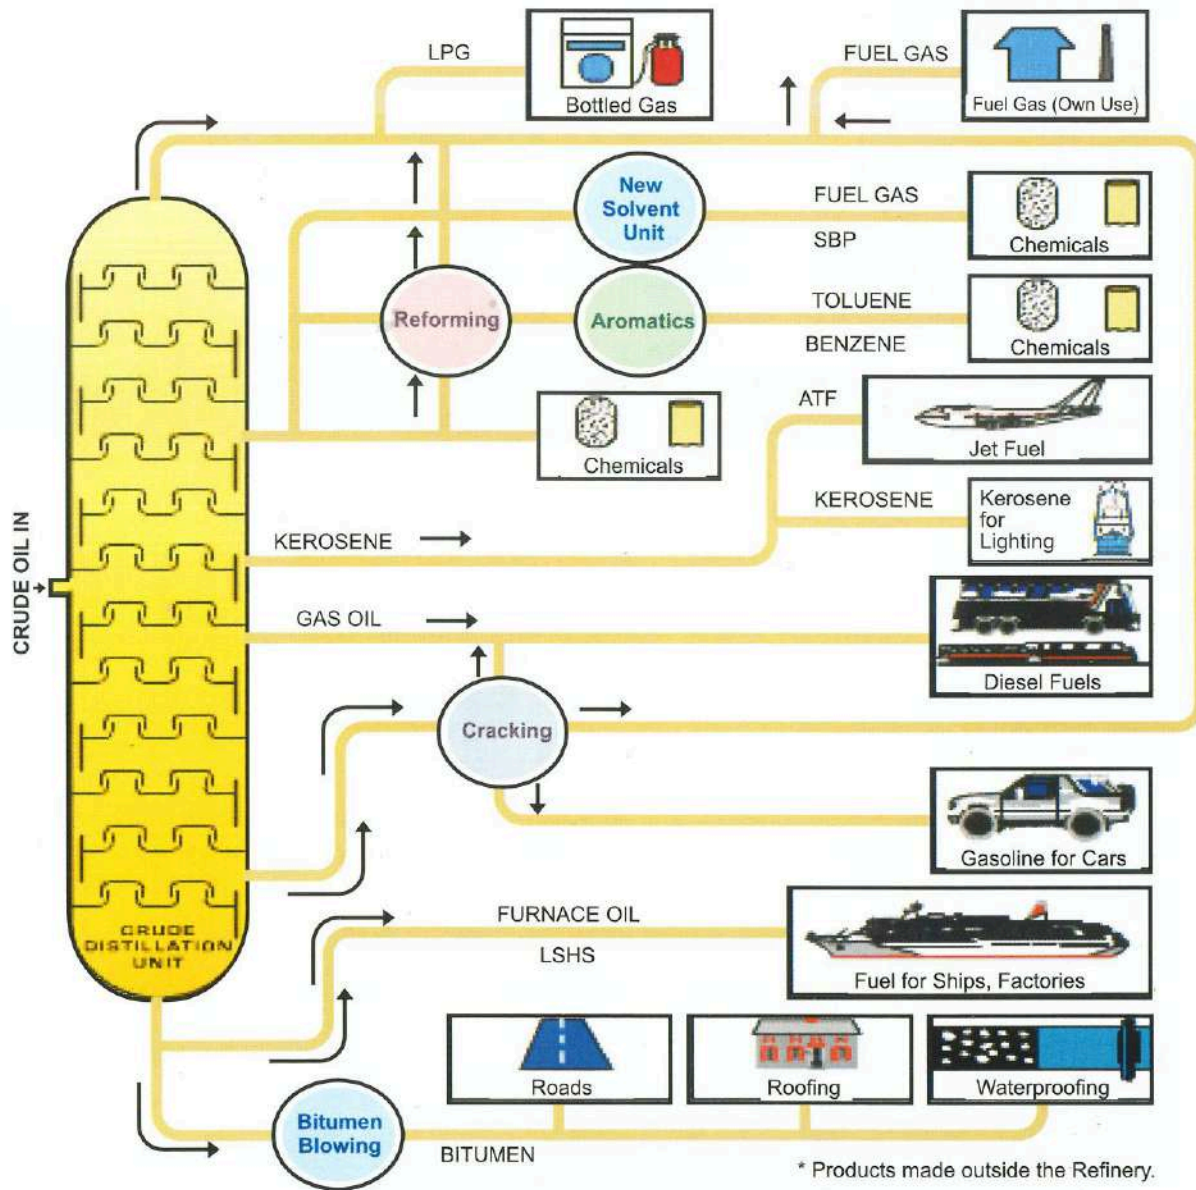 LPG
Bottled Gas
FUEL GAS
Fuel Gas (Own Use)
New
Solvent
Unit
FUEL GAS
SBP
Chemicals
Reforming
Aromatics
TOLUENE
BENZENE
Chemicals
Chemicals
ATF
Jet Fuel
CRUDE OIL IN
KEROSENE
KEROSENE
Kerosene
for
Lighting
GAS OIL
Diesel Fuels
Cracking
Gasoline for Cars
CRUDE
DISTILLATION
UNIT
FURNACE OIL
LSHS
Fuel for Ships, Factories
Roads
Roofing
Waterproofing
Bitumen
Blowing
BITUMEN
* Products made outside the Refinery.